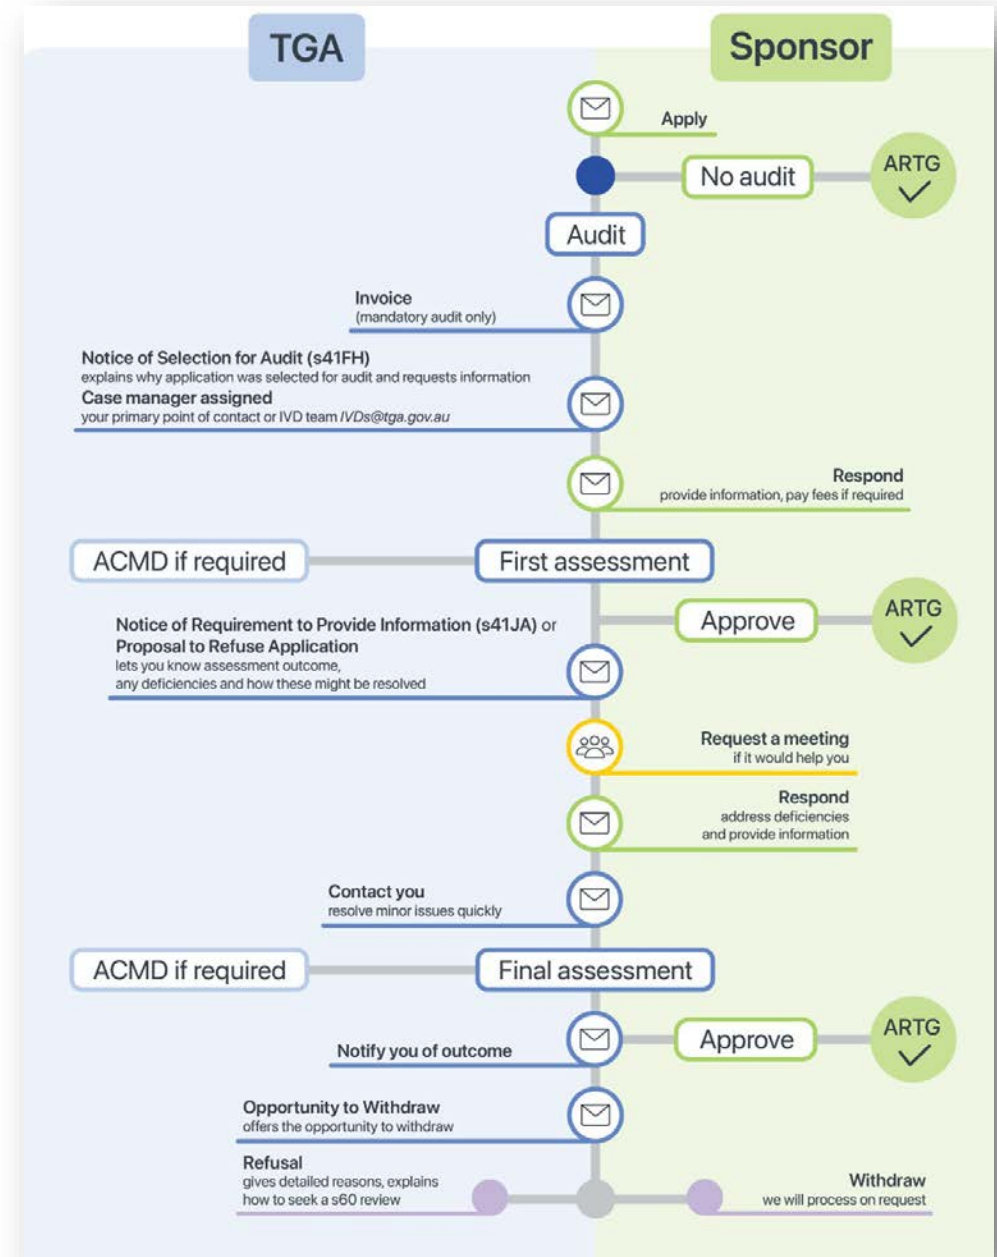 TGA
Sponsor
Apply
No audit
ARTG
Audit
Invoice
(mandatory audit only)
Notice of Selection for Audit (s41FH)
explains why application was selected for audit and requests information
Case manager assigned
your primary point of contact or IVD team IVDs@tga.gov.au
Respond
provide information, pay fees if required
ACMD if required
First assessment
Approve
ARTG
Notice of Requirement to Provide Information (s41JA) or
Proposal to Refuse Application
lets you know assessment outcome,
any deficiencies and how these might be resolved
Request a meeting
if it would help you
Respond
address deficiencies
and provide information
Contact you
resolve minor issues quickly
ACMD if required
Final assessment
Approve
ARTG
Notify you of outcome
Opportunity to Withdraw
offers the opportunity to withdraw
Refusal
gives detailed reasons, explains
how to seek a s60 review
Withdraw
we will process on request